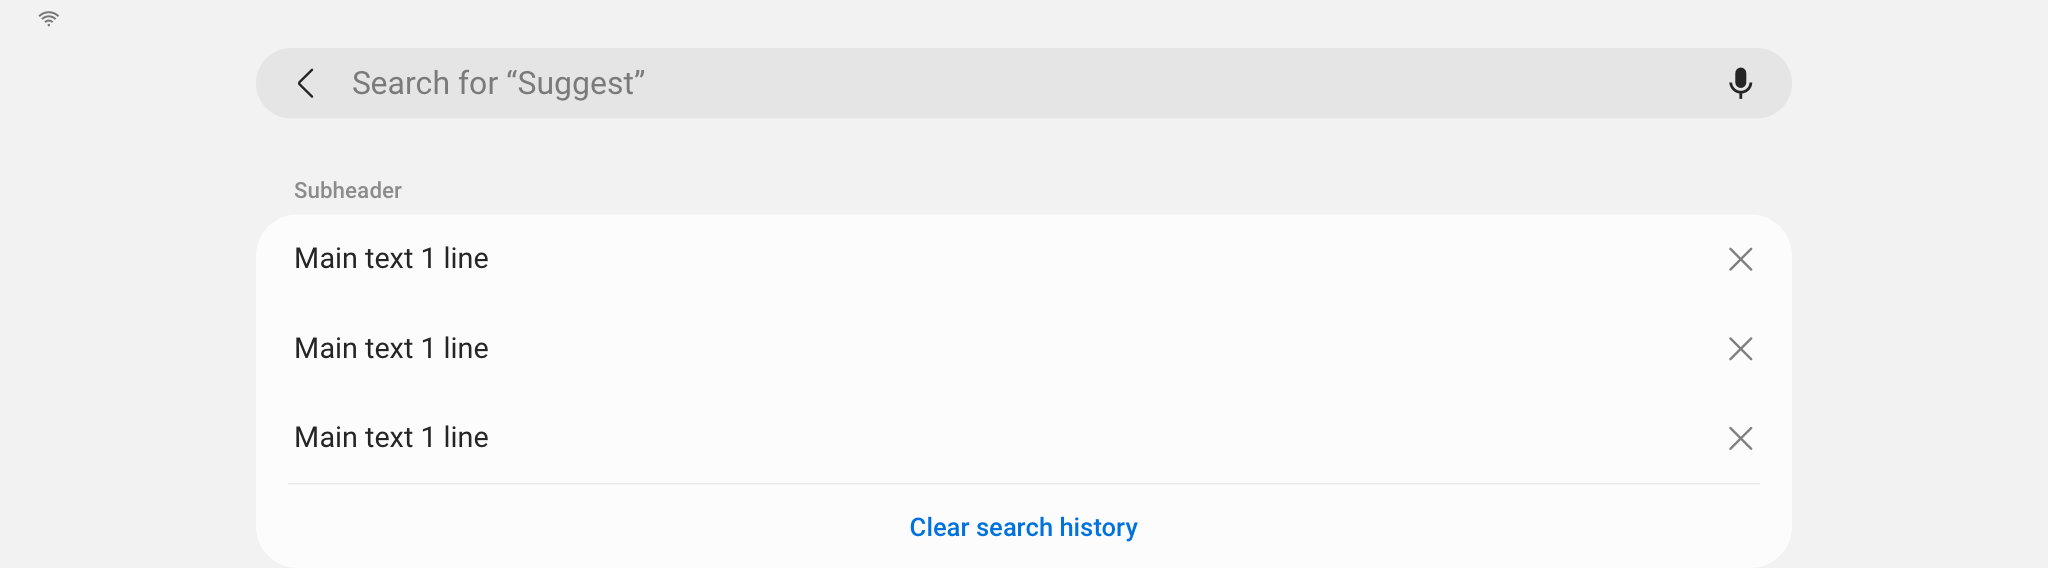 Search for “Suggest”
Subheader
Main text 1 line
Main text 1 line
Main text 1 line
Clear search history